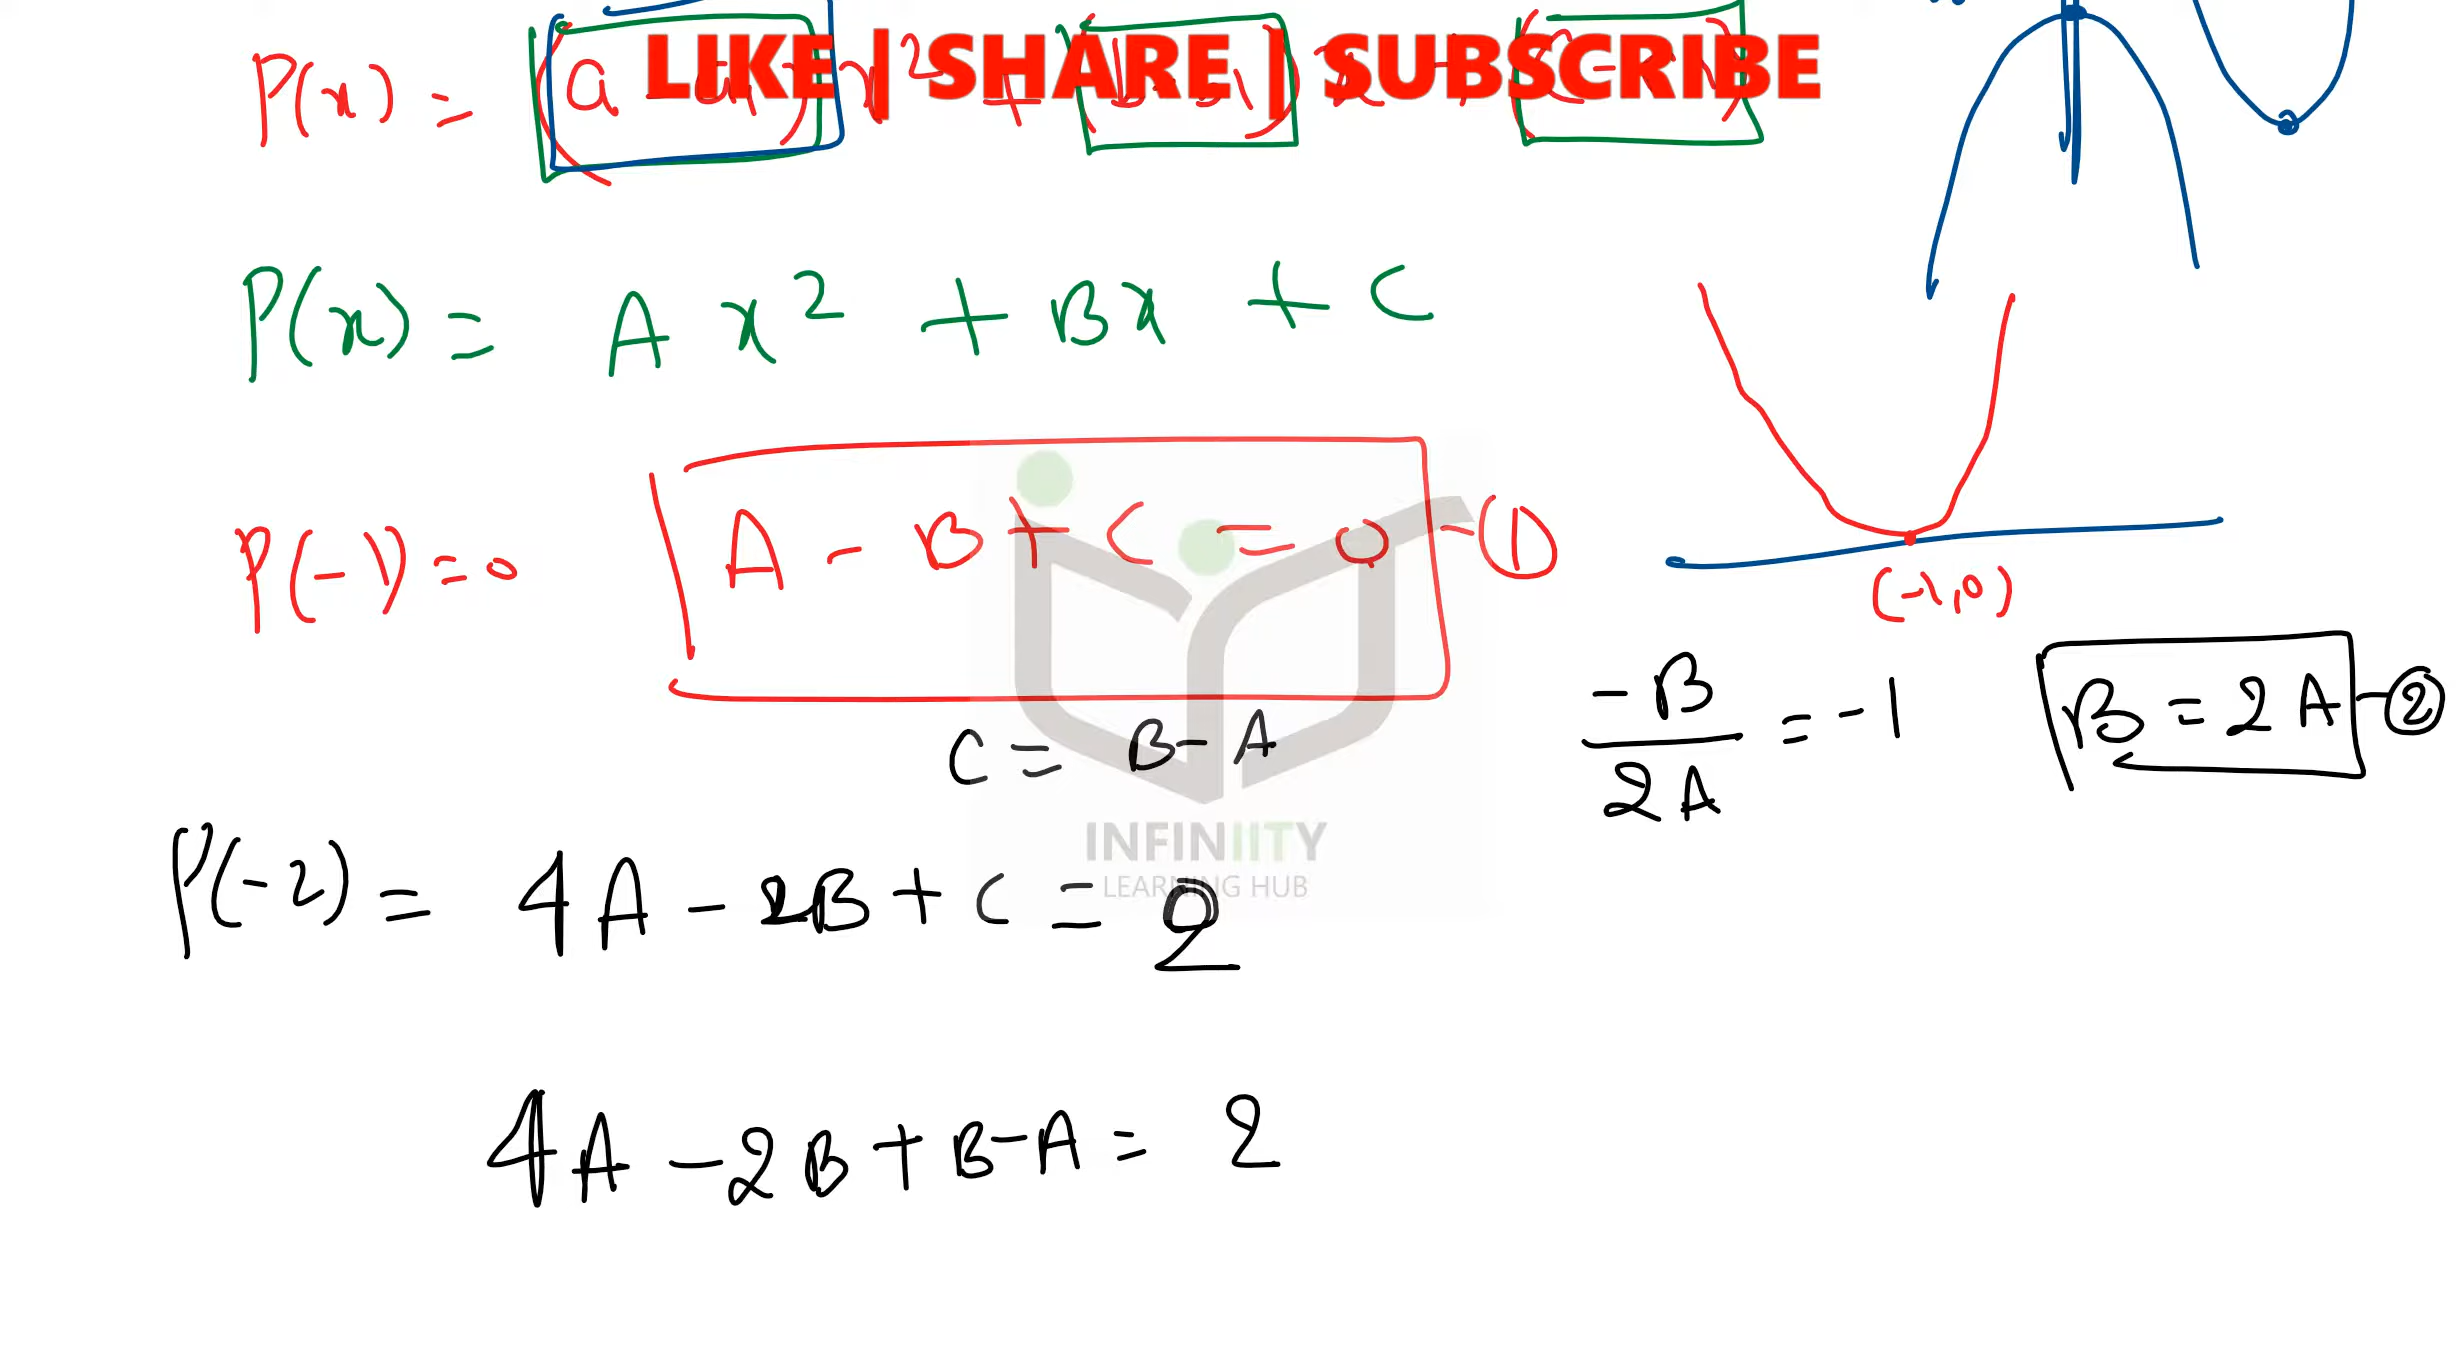 LIKE | SHARE | SUBSCRIBE
P(x) = (a
P(x) = A x² + Bx + C
P(-1) = 0 A - B + C = 0 - ①
(-1,0)
-B/2A = -1 B = 2A - ②
C = B - A
INFINIITY
LEARNING HUB
P(-2) = 4A - 2B + C = 2
4A - 2B + B - A = 2